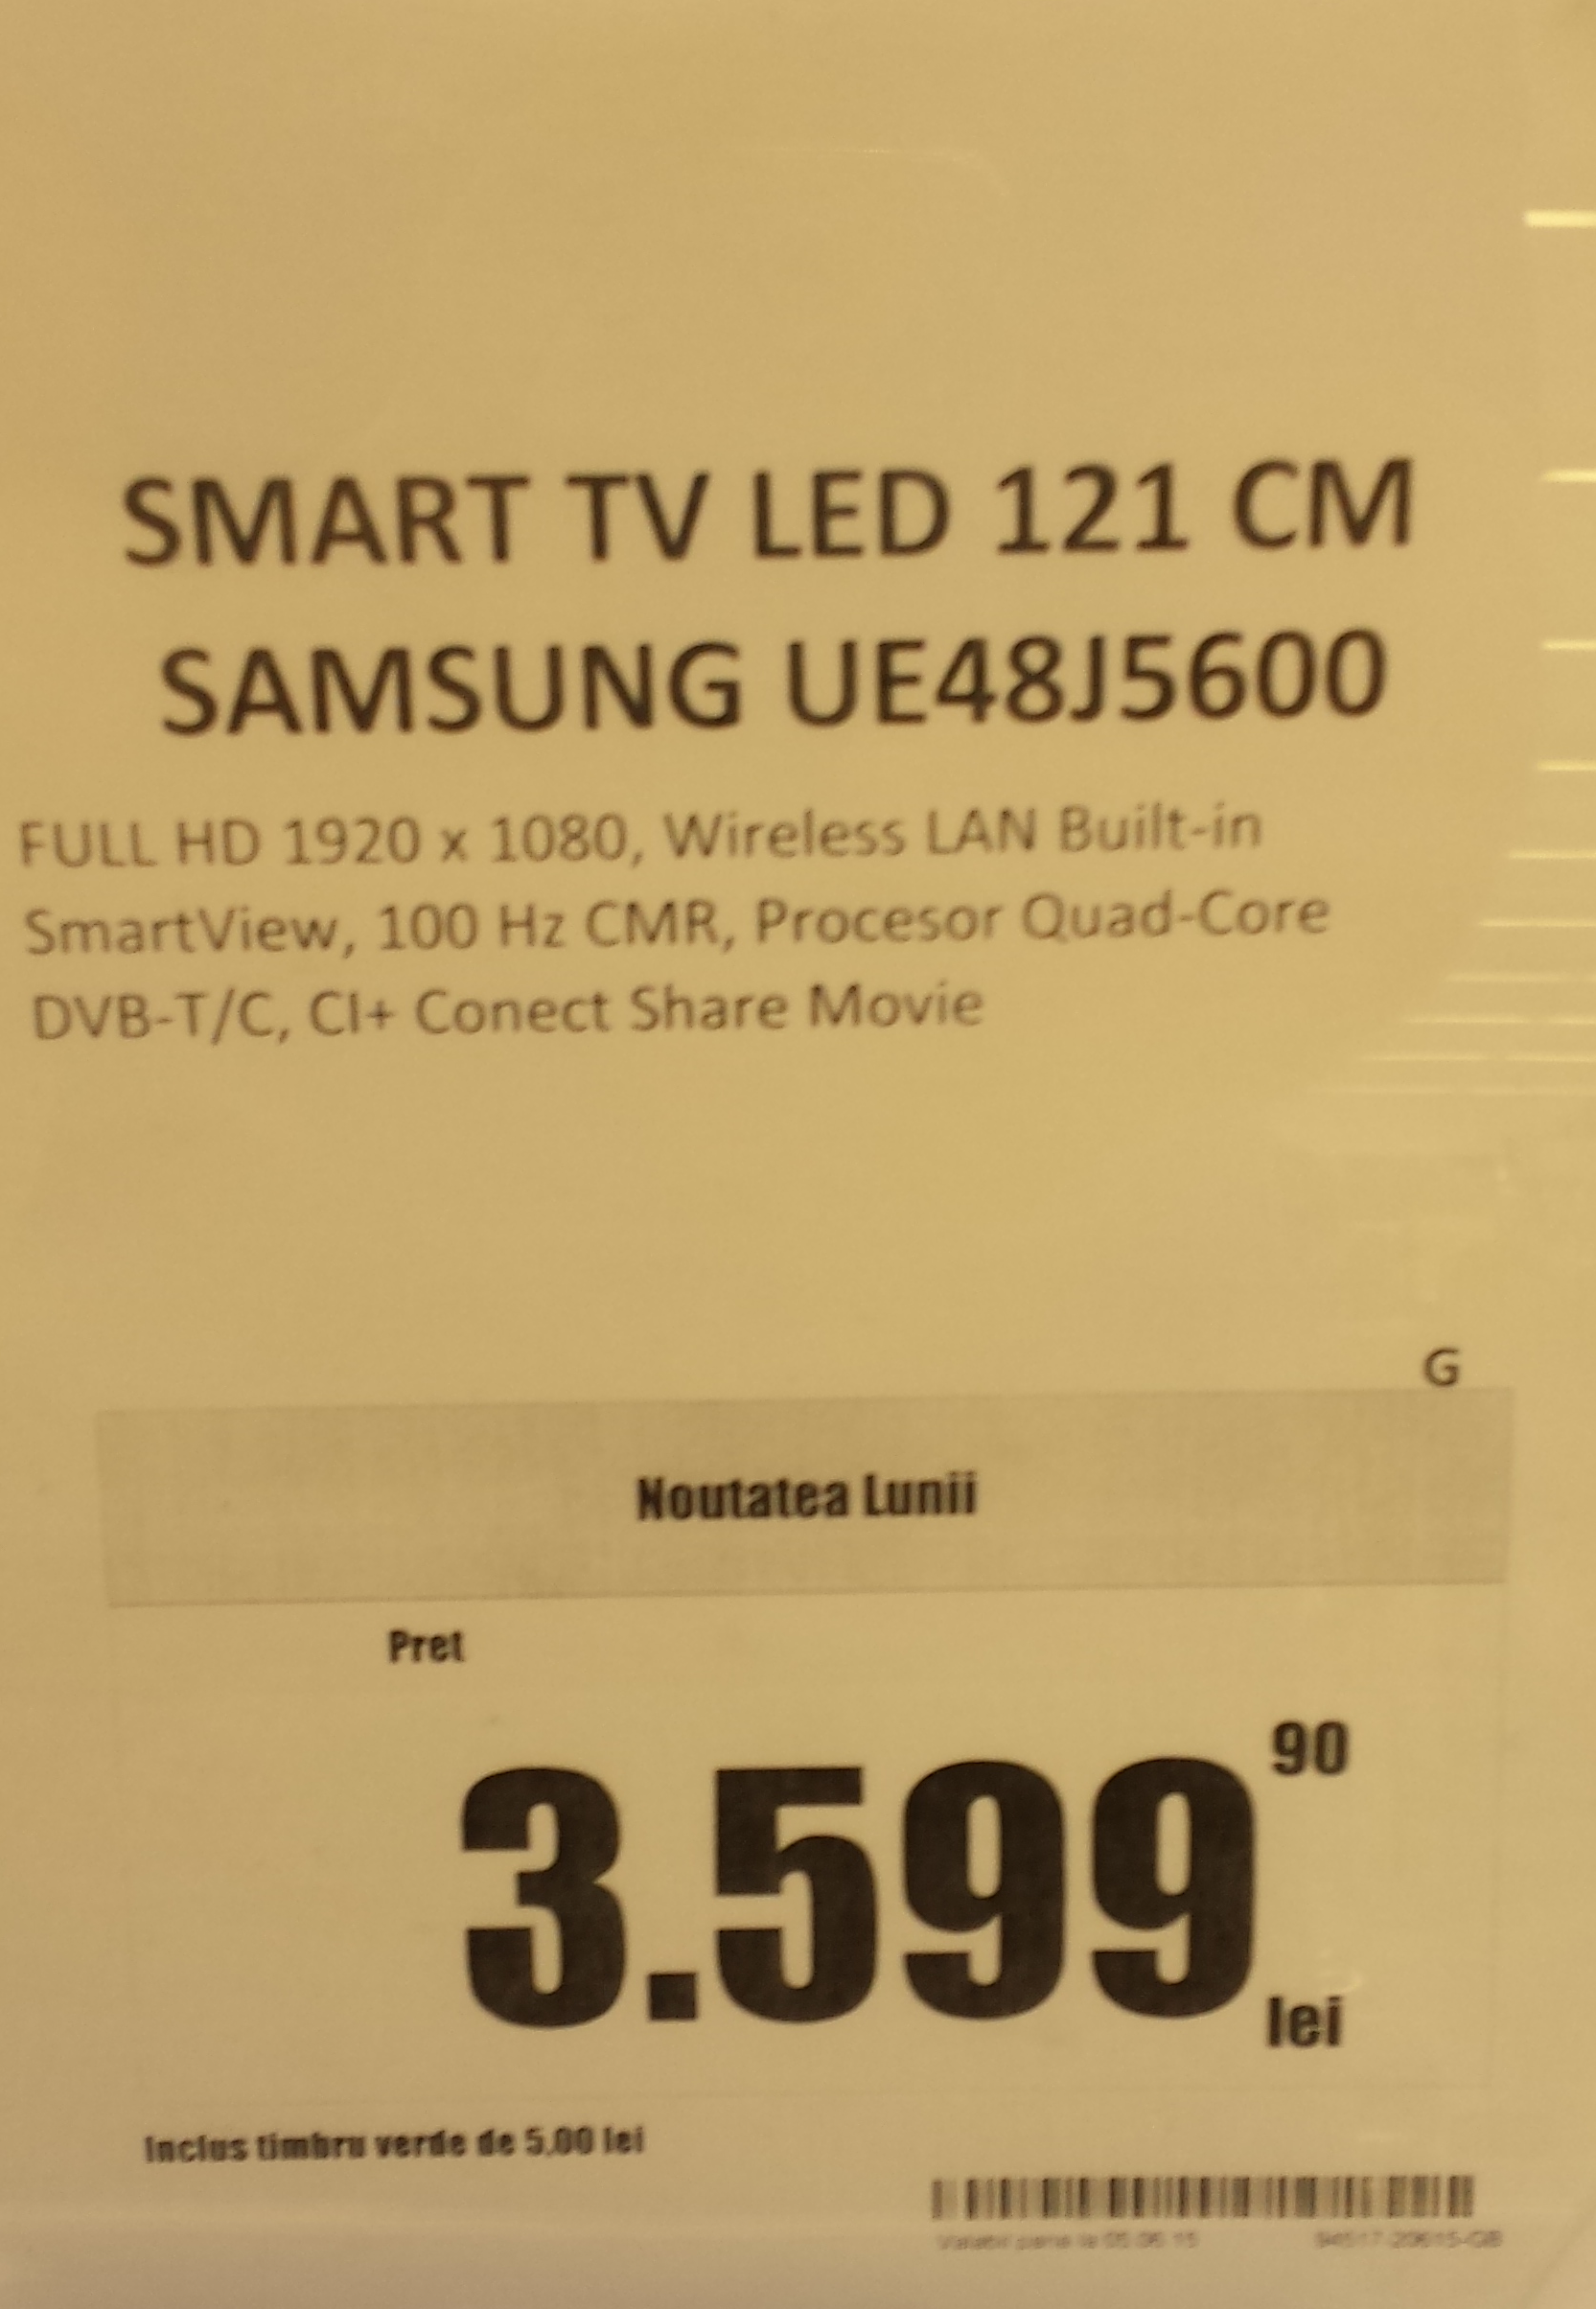 SMART TV LED 121 CM
SAMSUNG UE48J5600
FULL HD 1920 x 1080, Wireless LAN Built-in
SmartView, 100 Hz CMR, Procesor Quad-Core
DVB-T/C, CI+ Conect Share Movie
G
Noutatea Lunii
Pret
3.599 90
lei
Inclus timbru verde de 5,00 lei
Valabil pana la 05.06.15